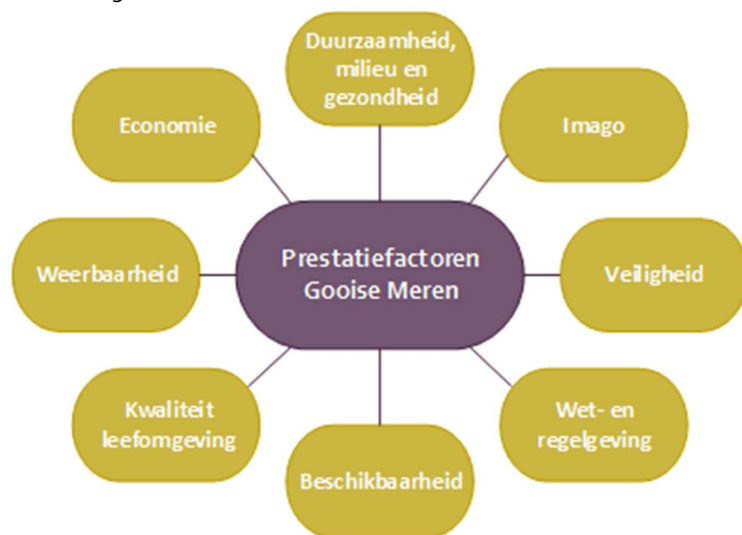 Duurzaamheid,
milieu en
gezondheid
Economie
Imago
Prestatiefactoren
Gooise Meren
Weerbaarheid
Veiligheid
Kwaliteit
leefomgeving
Wet- en
regelgeving
Beschikbaarheid